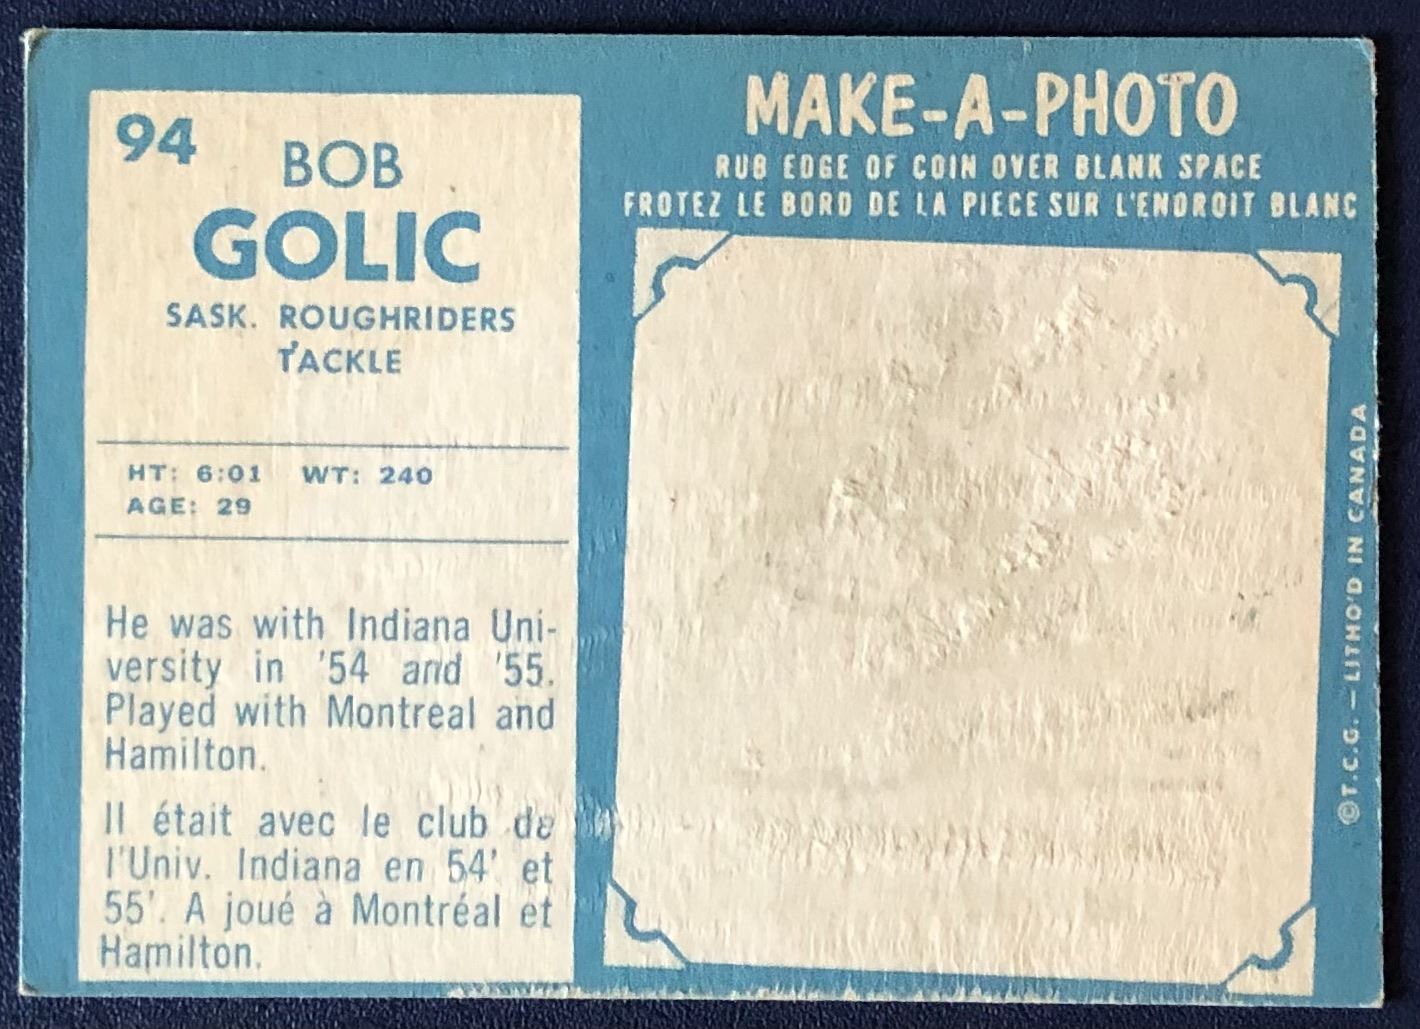 94
BOB
GOLIC
SASK. ROUGHRIDERS
TACKLE
HT: 6:01 WT: 240
AGE: 29
He was with Indiana Uni-
versity in '54 and '55.
Played with Montreal and
Hamilton.
Il était avec le club de
l'Univ. Indiana en 54' et
55'. A joué à Montréal et
Hamilton.
MAKE-A-PHOTO
RUB EDGE OF COIN OVER BLANK SPACE
FROTEZ LE BORD DE LA PIECE SUR L'ENDROIT BLANC
©T.C.G.—LITHO'D IN CANADA